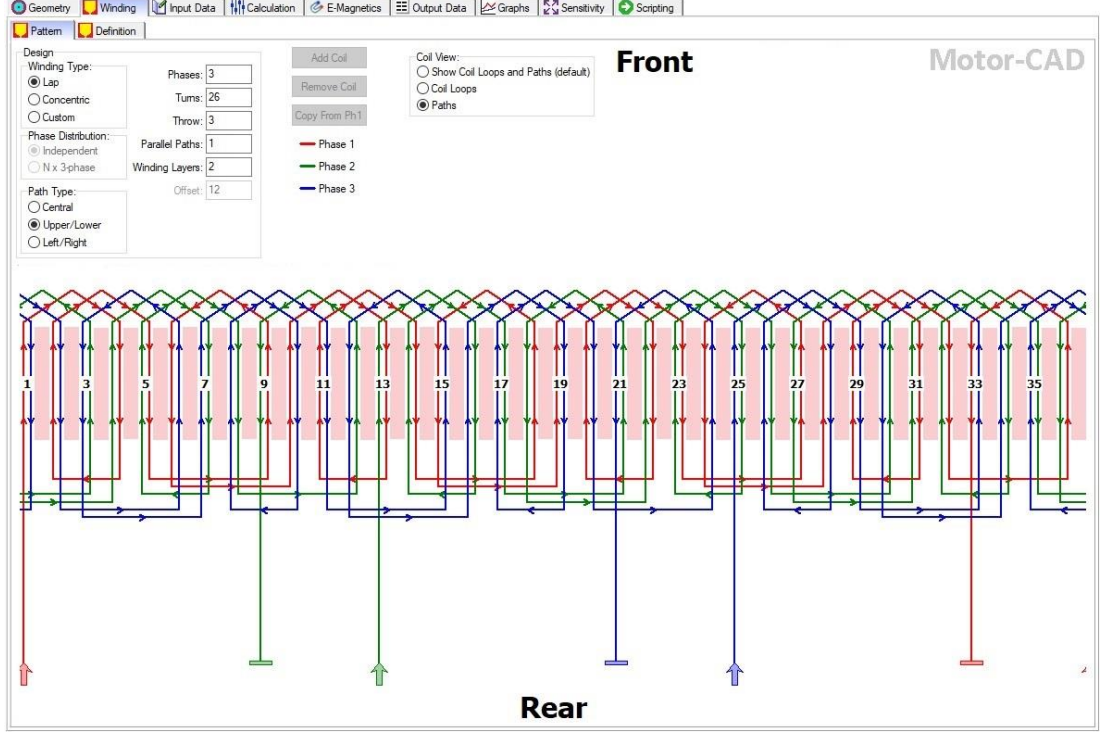 Geometry Winding Input Data Calculation E-Magnetics Output Data Graphs Sensitivity Scripting
Pattern Definition
Design
Winding Type:
Lap
Concentric
Custom
Phase Distribution:
Independent
N x 3-phase
Path Type:
Central
Upper/Lower
Left/Right
Phases: 3
Turns: 26
Throw: 3
Parallel Paths: 1
Winding Layers: 2
Offset: 12
Add Coil
Remove Coil
Copy From Ph1
Phase 1
Phase 2
Phase 3
Coil View:
Show Coil Loops and Paths (default)
Coil Loops
Paths
Front
Motor-CAD
1 3 5 7 9 11 13 15 17 19 21 23 25 27 29 31 33 35
Rear